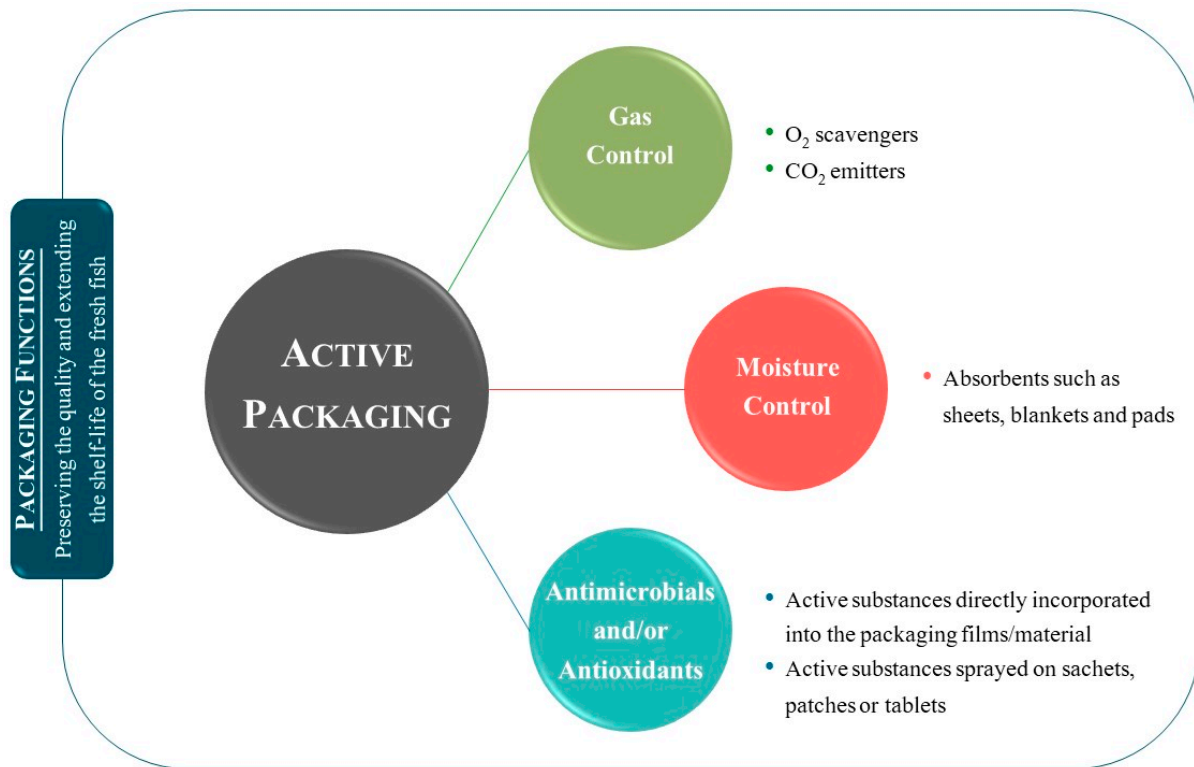 PACKAGING FUNCTIONS
Preserving the quality and extending
the shelf-life of the fresh fish
ACTIVE
PACKAGING
Gas
Control
• O₂ scavengers
• CO₂ emitters
Moisture
Control
• Absorbents such as
sheets, blankets and pads
Antimicrobials
and/or
Antioxidants
• Active substances directly incorporated
into the packaging films/material
• Active substances sprayed on sachets,
patches or tablets